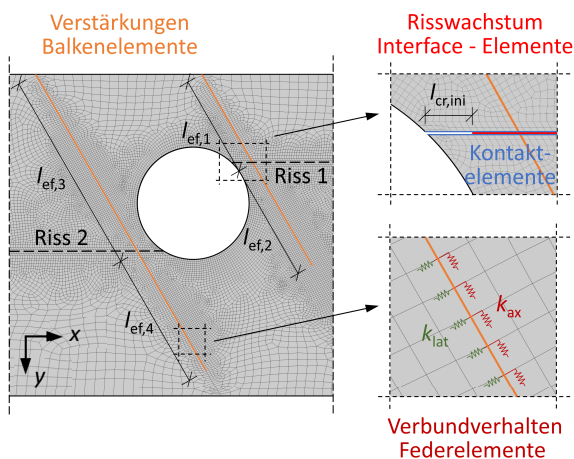 Verstärkungen
Balkenelemente
l_ef,1
l_ef,3
Riss 1
Riss 2
l_ef,2
l_ef,4
x
y
Risswachstum
Interface - Elemente
l_cr,ini
Kontakt-
elemente
k_ax
k_lat
Verbundverhalten
Federelemente